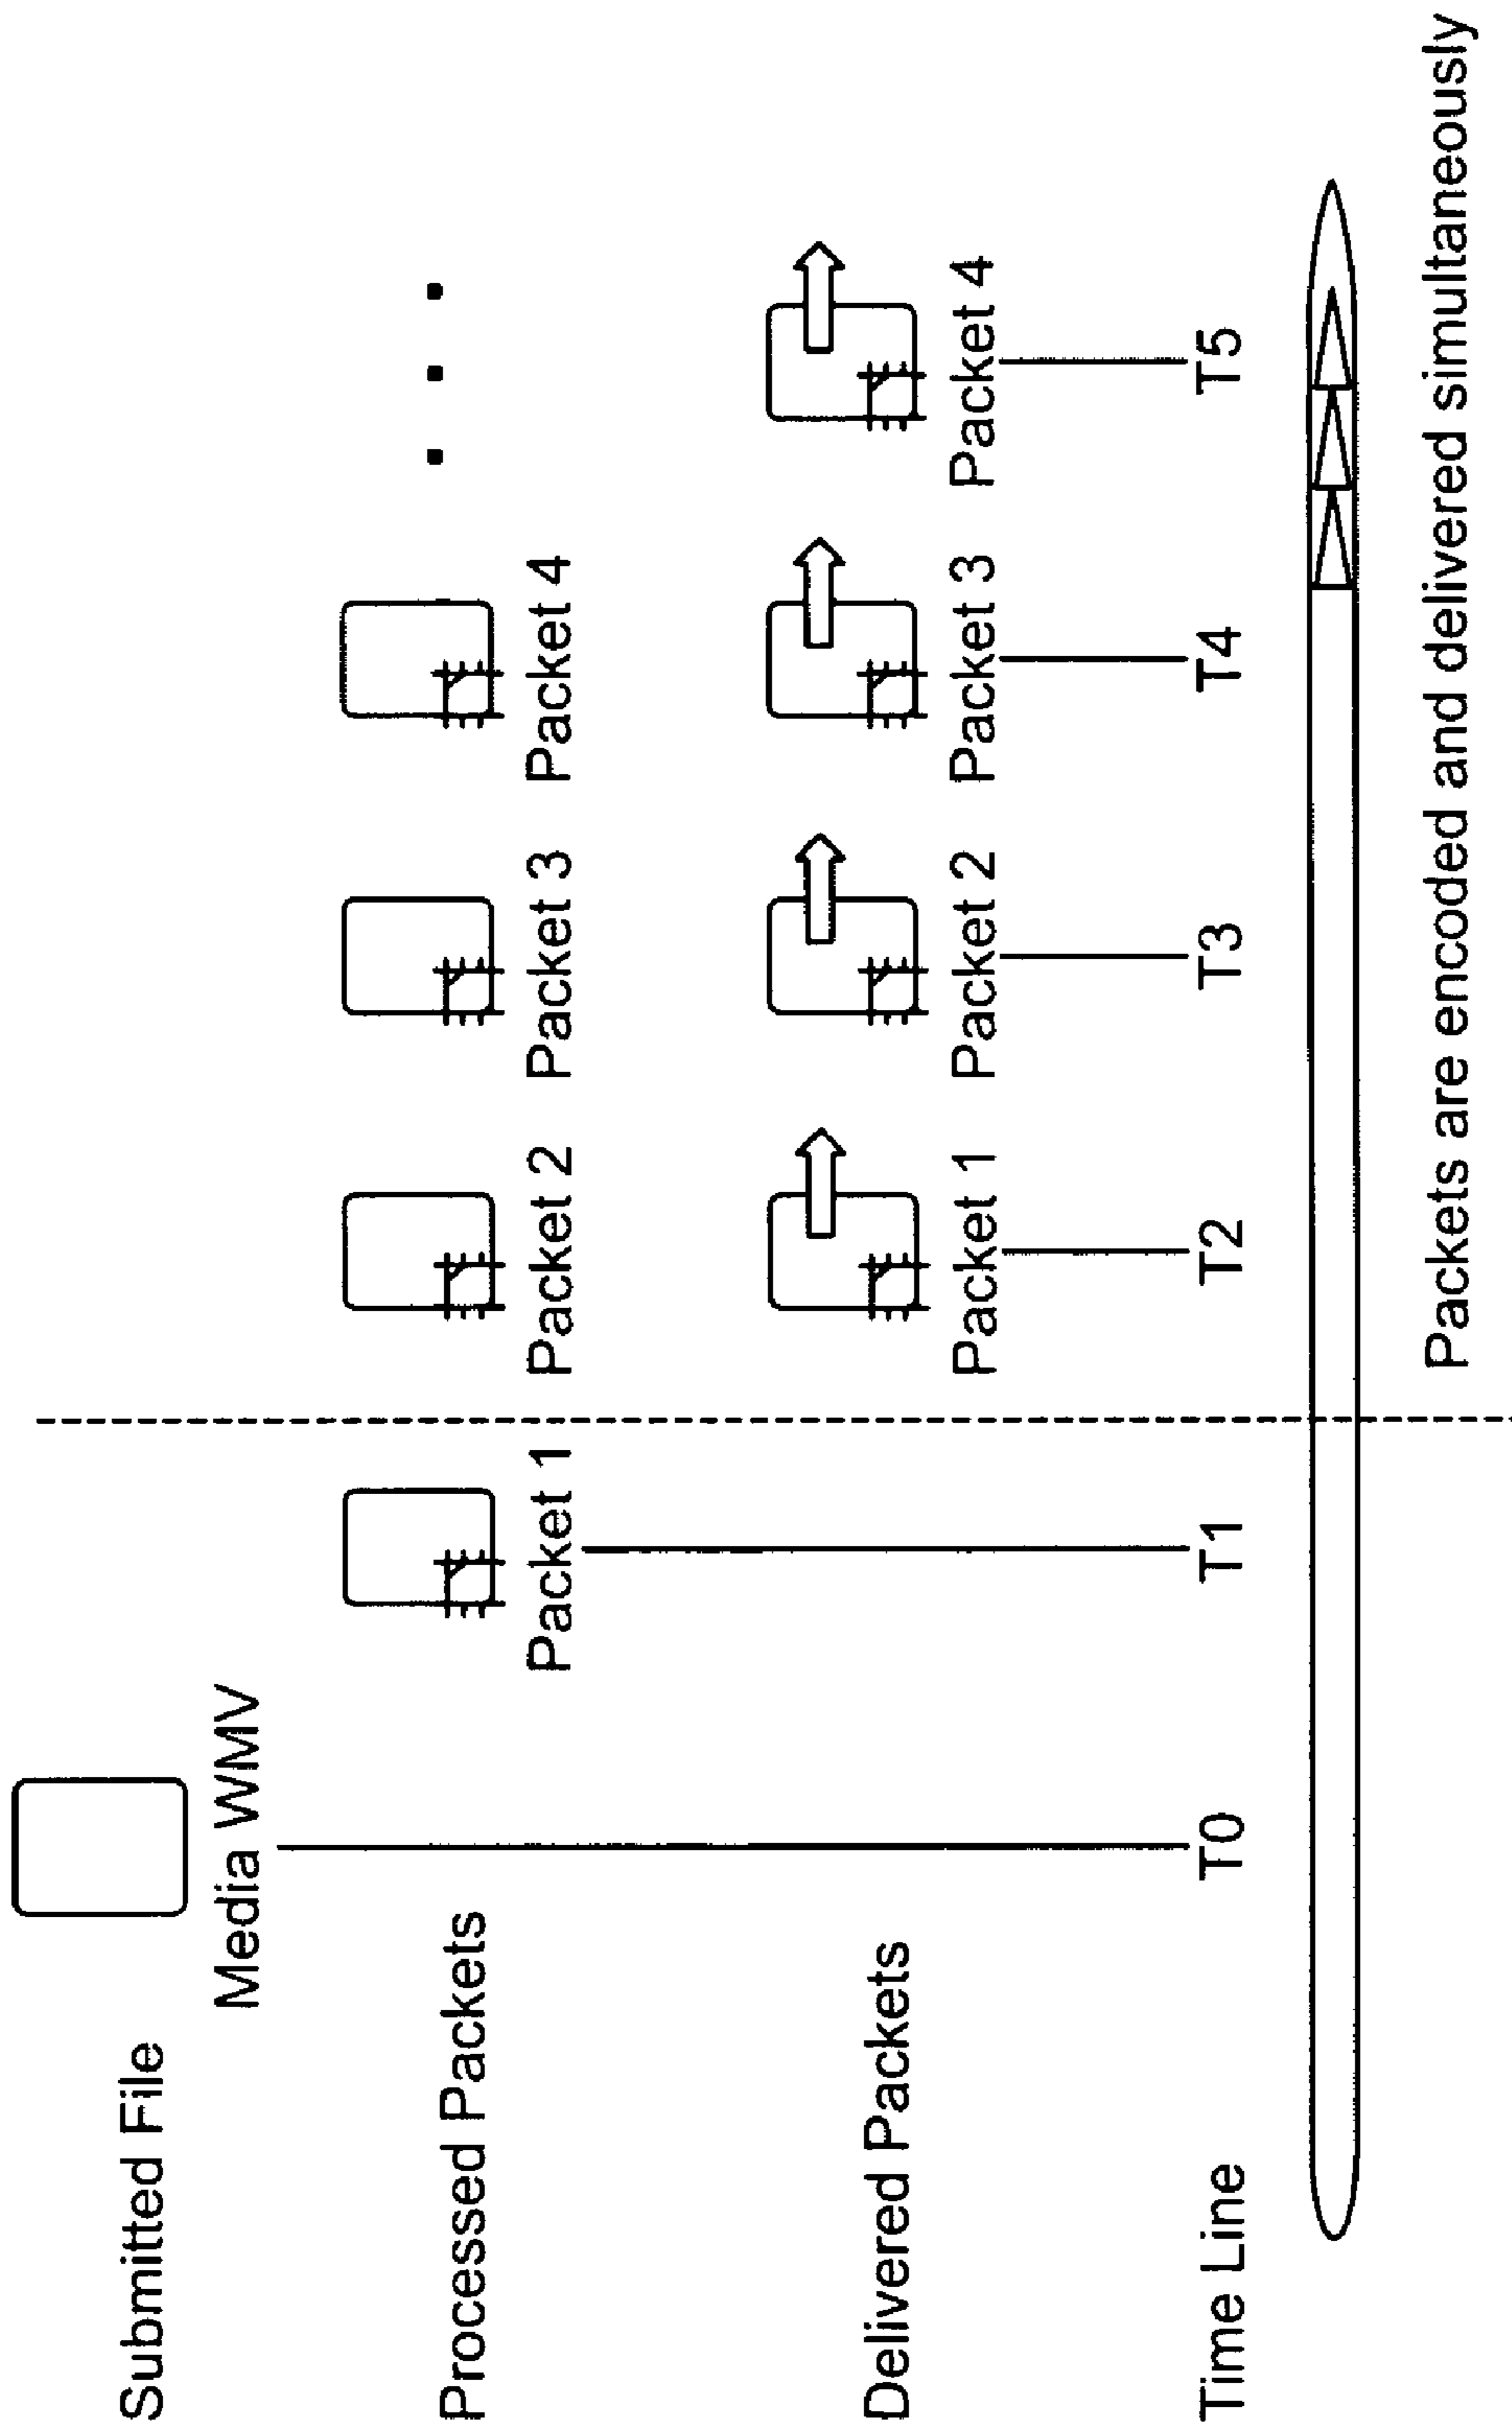 Submitted File
Media WMV
Processed Packets
Packet 1
Packet 2
Packet 3
Packet 4
Delivered Packets
Packet 1
Packet 2
Packet 3
Packet 4
Time Line
T0
T1
T2
T3
T4
T5
Packets are encoded and delivered simultaneously